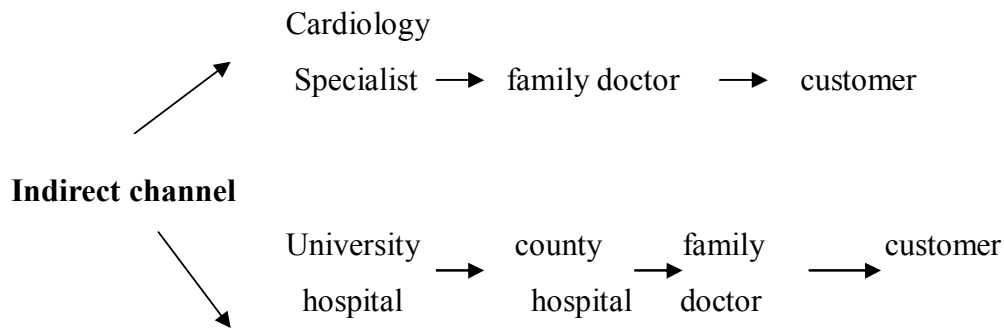 Cardiology
Specialist family doctor customer
Indirect channel
University county family customer
hospital hospital doctor